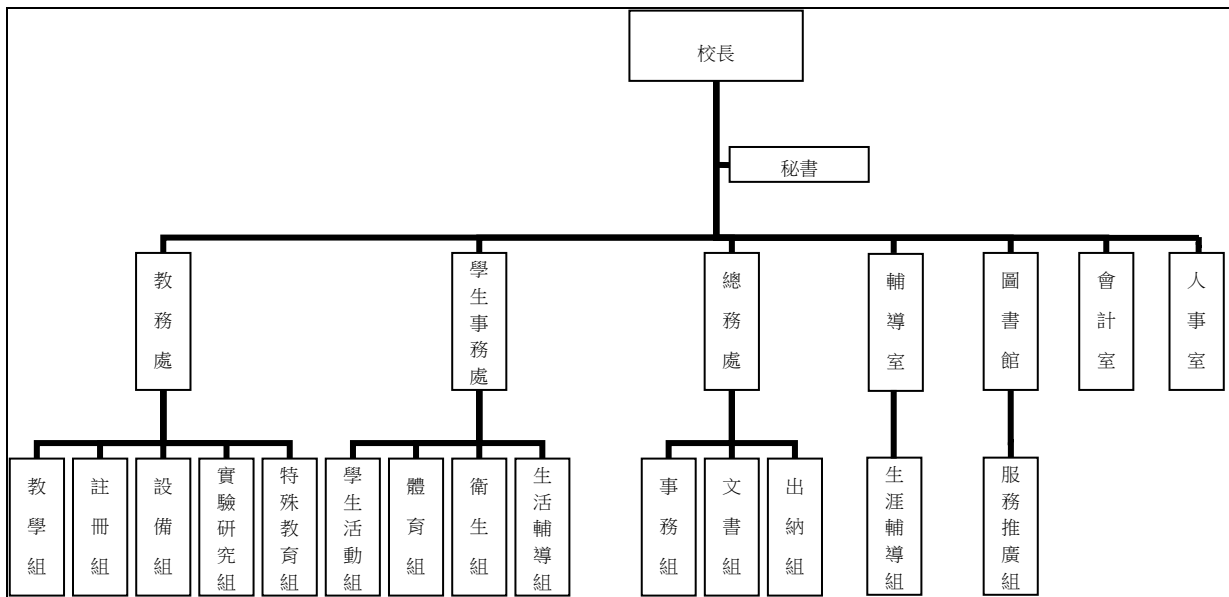 校長
秘書
教務處
學生事務處
總務處
輔導室
圖書館
會計室
人事室
教學組
註冊組
設備組
實驗研究組
特殊教育組
學生活動組
體育組
衛生組
生活輔導組
事務組
文書組
出納組
生涯輔導組
服務推廣組